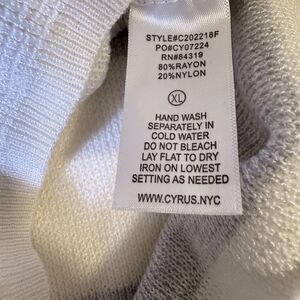 STYLE#C202218F
PO#CY07224
RN#84319
80%RAYON
20%NYLON
XL
HAND WASH
SEPARATELY IN
COLD WATER
DO NOT BLEACH
LAY FLAT TO DRY
IRON ON LOWEST
SETTING AS NEEDED
WWW.CYRUS.NYC